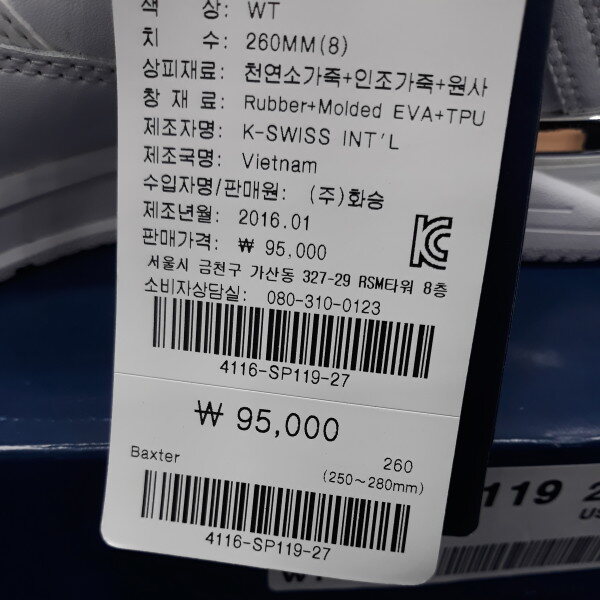 색 상: WT
치 수: 260MM(8)
상피재료: 천연소가죽+인조가죽+원사
창 재 료: Rubber+Molded EVA+TPU
제조자명: K-SWISS INT'L
제조국명: Vietnam
수입자명/판매원: (주)화승
제조년월: 2016.01
판매가격: ₩ 95,000
서울시 금천구 가산동 327-29 RSM타워 8층
소비자상담실: 080-310-0123
4116-SP119-27
₩ 95,000
Baxter 260
(250~280mm)
4116-SP119-27
119 2
US